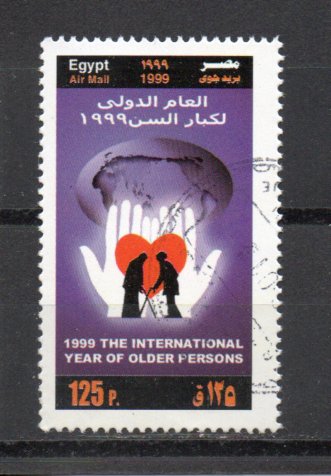 Egypt ١٩٩٩ مصر
Air Mail 1999 بريد جوى
العام الدولى
لكبار السن ١٩٩٩
1999 THE INTERNATIONAL
YEAR OF OLDER PERSONS
125 P. ١٢٥ ق